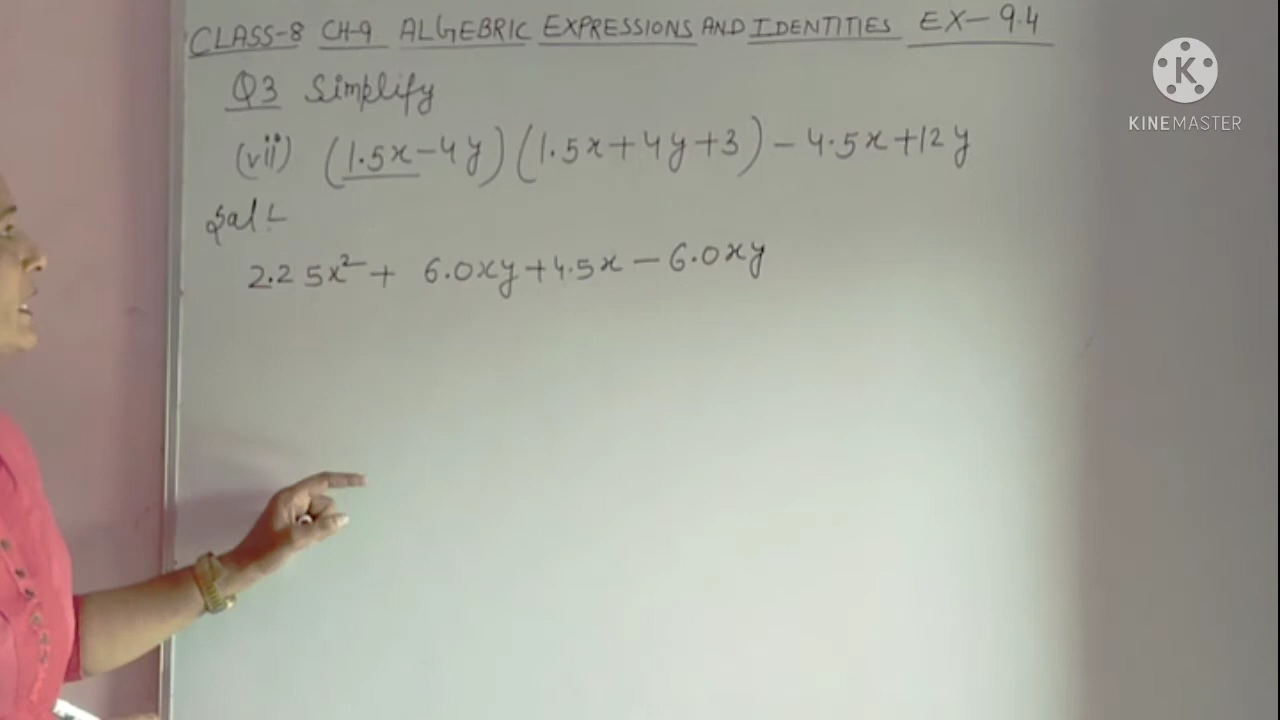 CLASS-8 CH-9 ALGEBRIC EXPRESSIONS AND IDENTITIES EX-9.4
Q3 Simplify
(vii) (1.5x-4y)(1.5x+4y+3)-4.5x+12y
Sol:-
2.25x²+ 6.0xy+4.5x-6.0xy
K
KINEMASTER